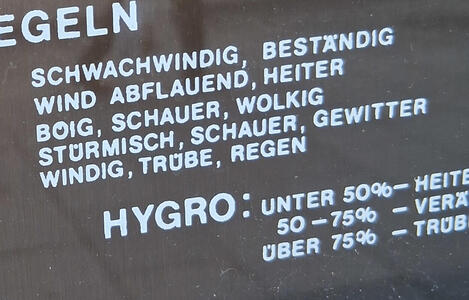 EGELN
SCHWACHWINDIG, BESTÄNDIG
WIND ABFLAUEND, HEITER
BÖIG, SCHAUER, WOLKIG
STÜRMISCH, SCHAUER, GEWITTER
WINDIG, TRÜBE, REGEN
HYGRO: UNTER 50% – HEITE
50 – 75% – VERÄ
ÜBER 75% – TRÜB